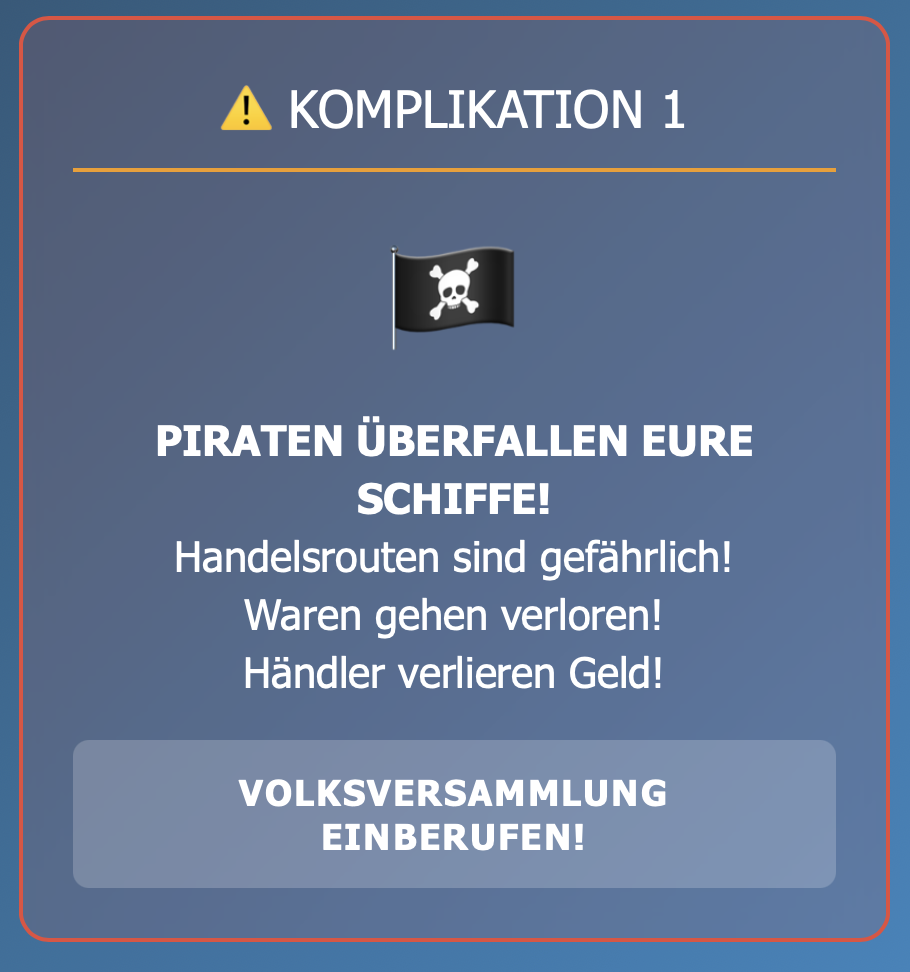 ⚠️ KOMPLIKATION 1
PIRATEN ÜBERFALLEN EURE
SCHIFFE!
Handelsrouten sind gefährlich!
Waren gehen verloren!
Händler verlieren Geld!
VOLKSVERSAMMLUNG
EINBERUFEN!